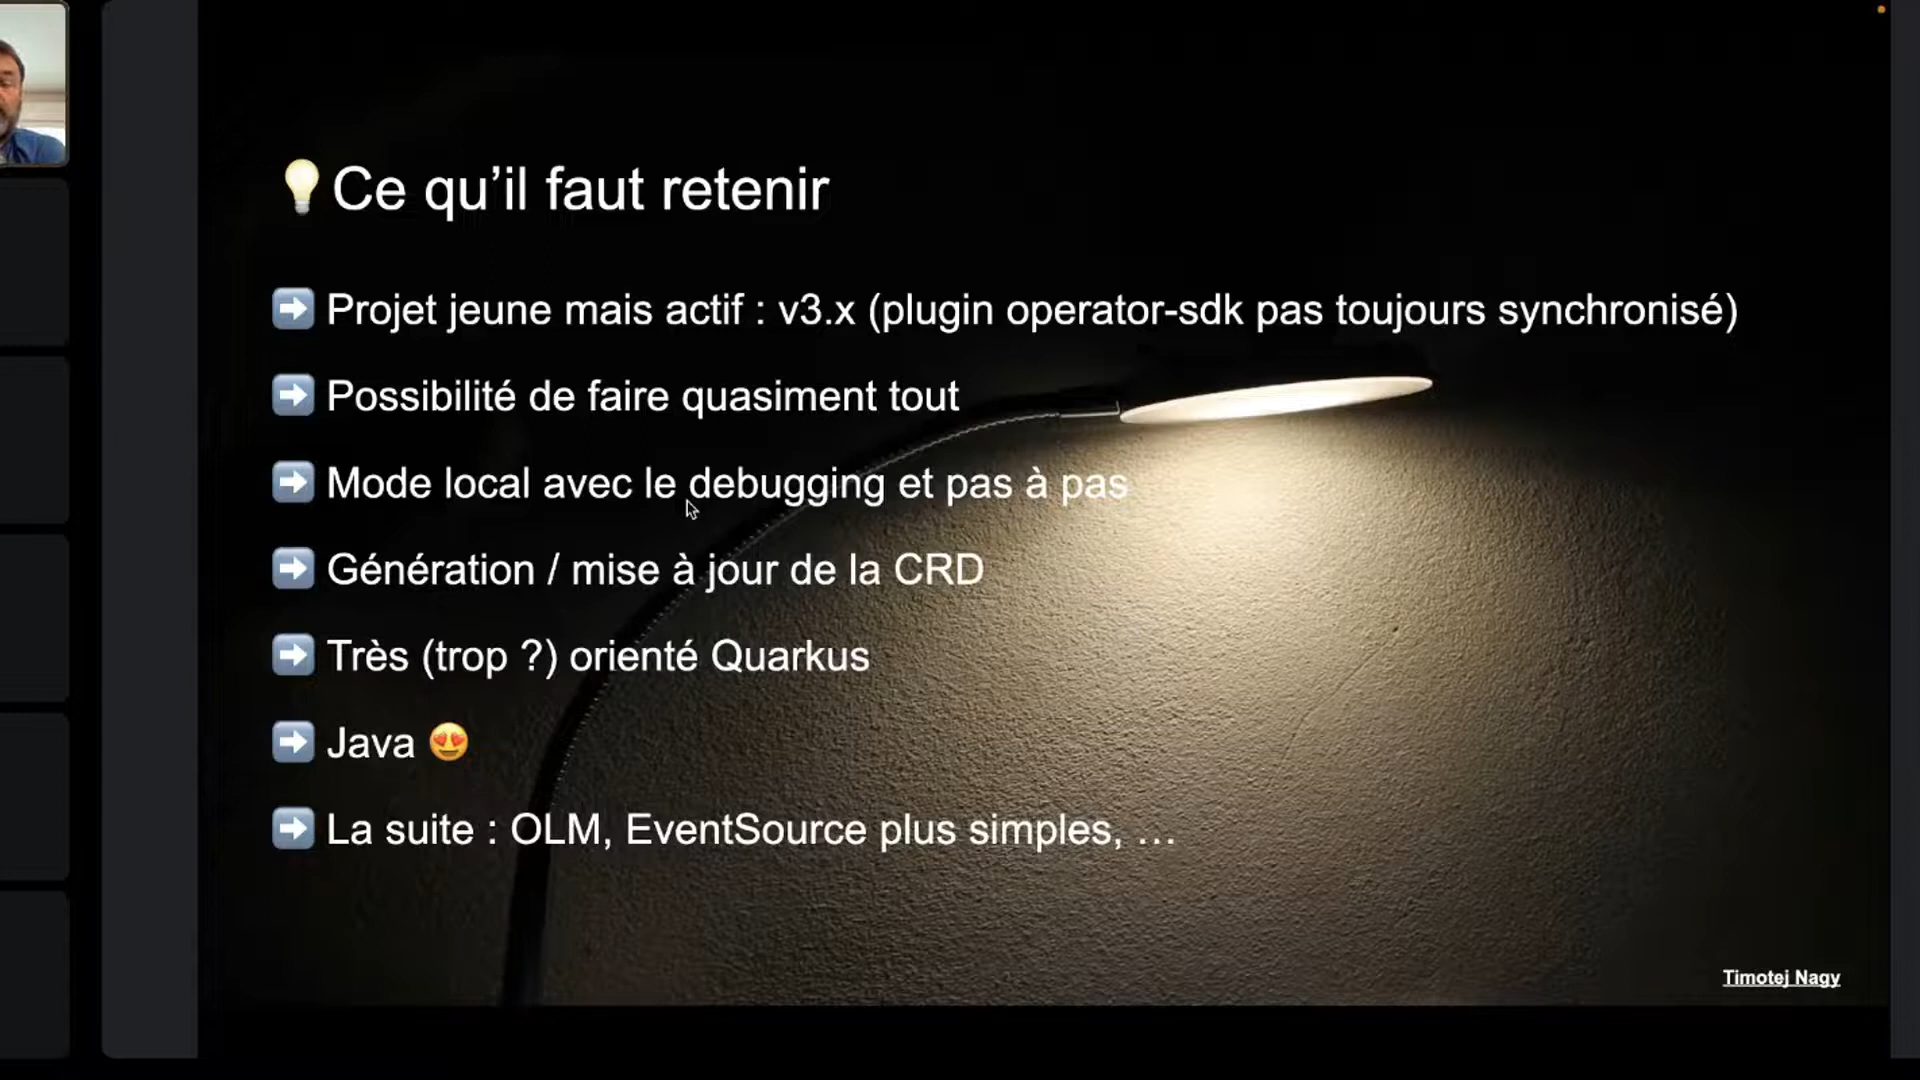 💡Ce qu’il faut retenir
➡️ Projet jeune mais actif : v3.x (plugin operator-sdk pas toujours synchronisé)
➡️ Possibilité de faire quasiment tout
➡️ Mode local avec le debugging et pas à pas
➡️ Génération / mise à jour de la CRD
➡️ Très (trop ?) orienté Quarkus
➡️ Java 😍
➡️ La suite : OLM, EventSource plus simples, …
Timotej Nagy